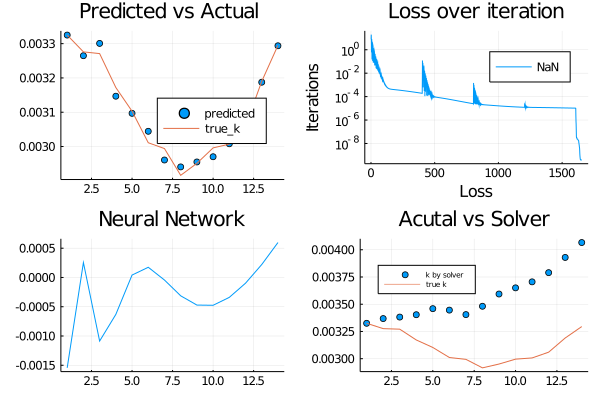 Predicted vs Actual
0.0033
0.0032
0.0031
0.0030
predicted
true_k
2.5 5.0 7.5 10.0 12.5
Loss over iteration
Iterations
10^0
10^-2
10^-4
10^-6
10^-8
NaN
0 500 1000 1500
Loss
Neural Network
0.0005
0.0000
-0.0005
-0.0010
-0.0015
2.5 5.0 7.5 10.0 12.5
Acutal vs Solver
0.00400
0.00375
0.00350
0.00325
0.00300
k by solver
true k
2.5 5.0 7.5 10.0 12.5